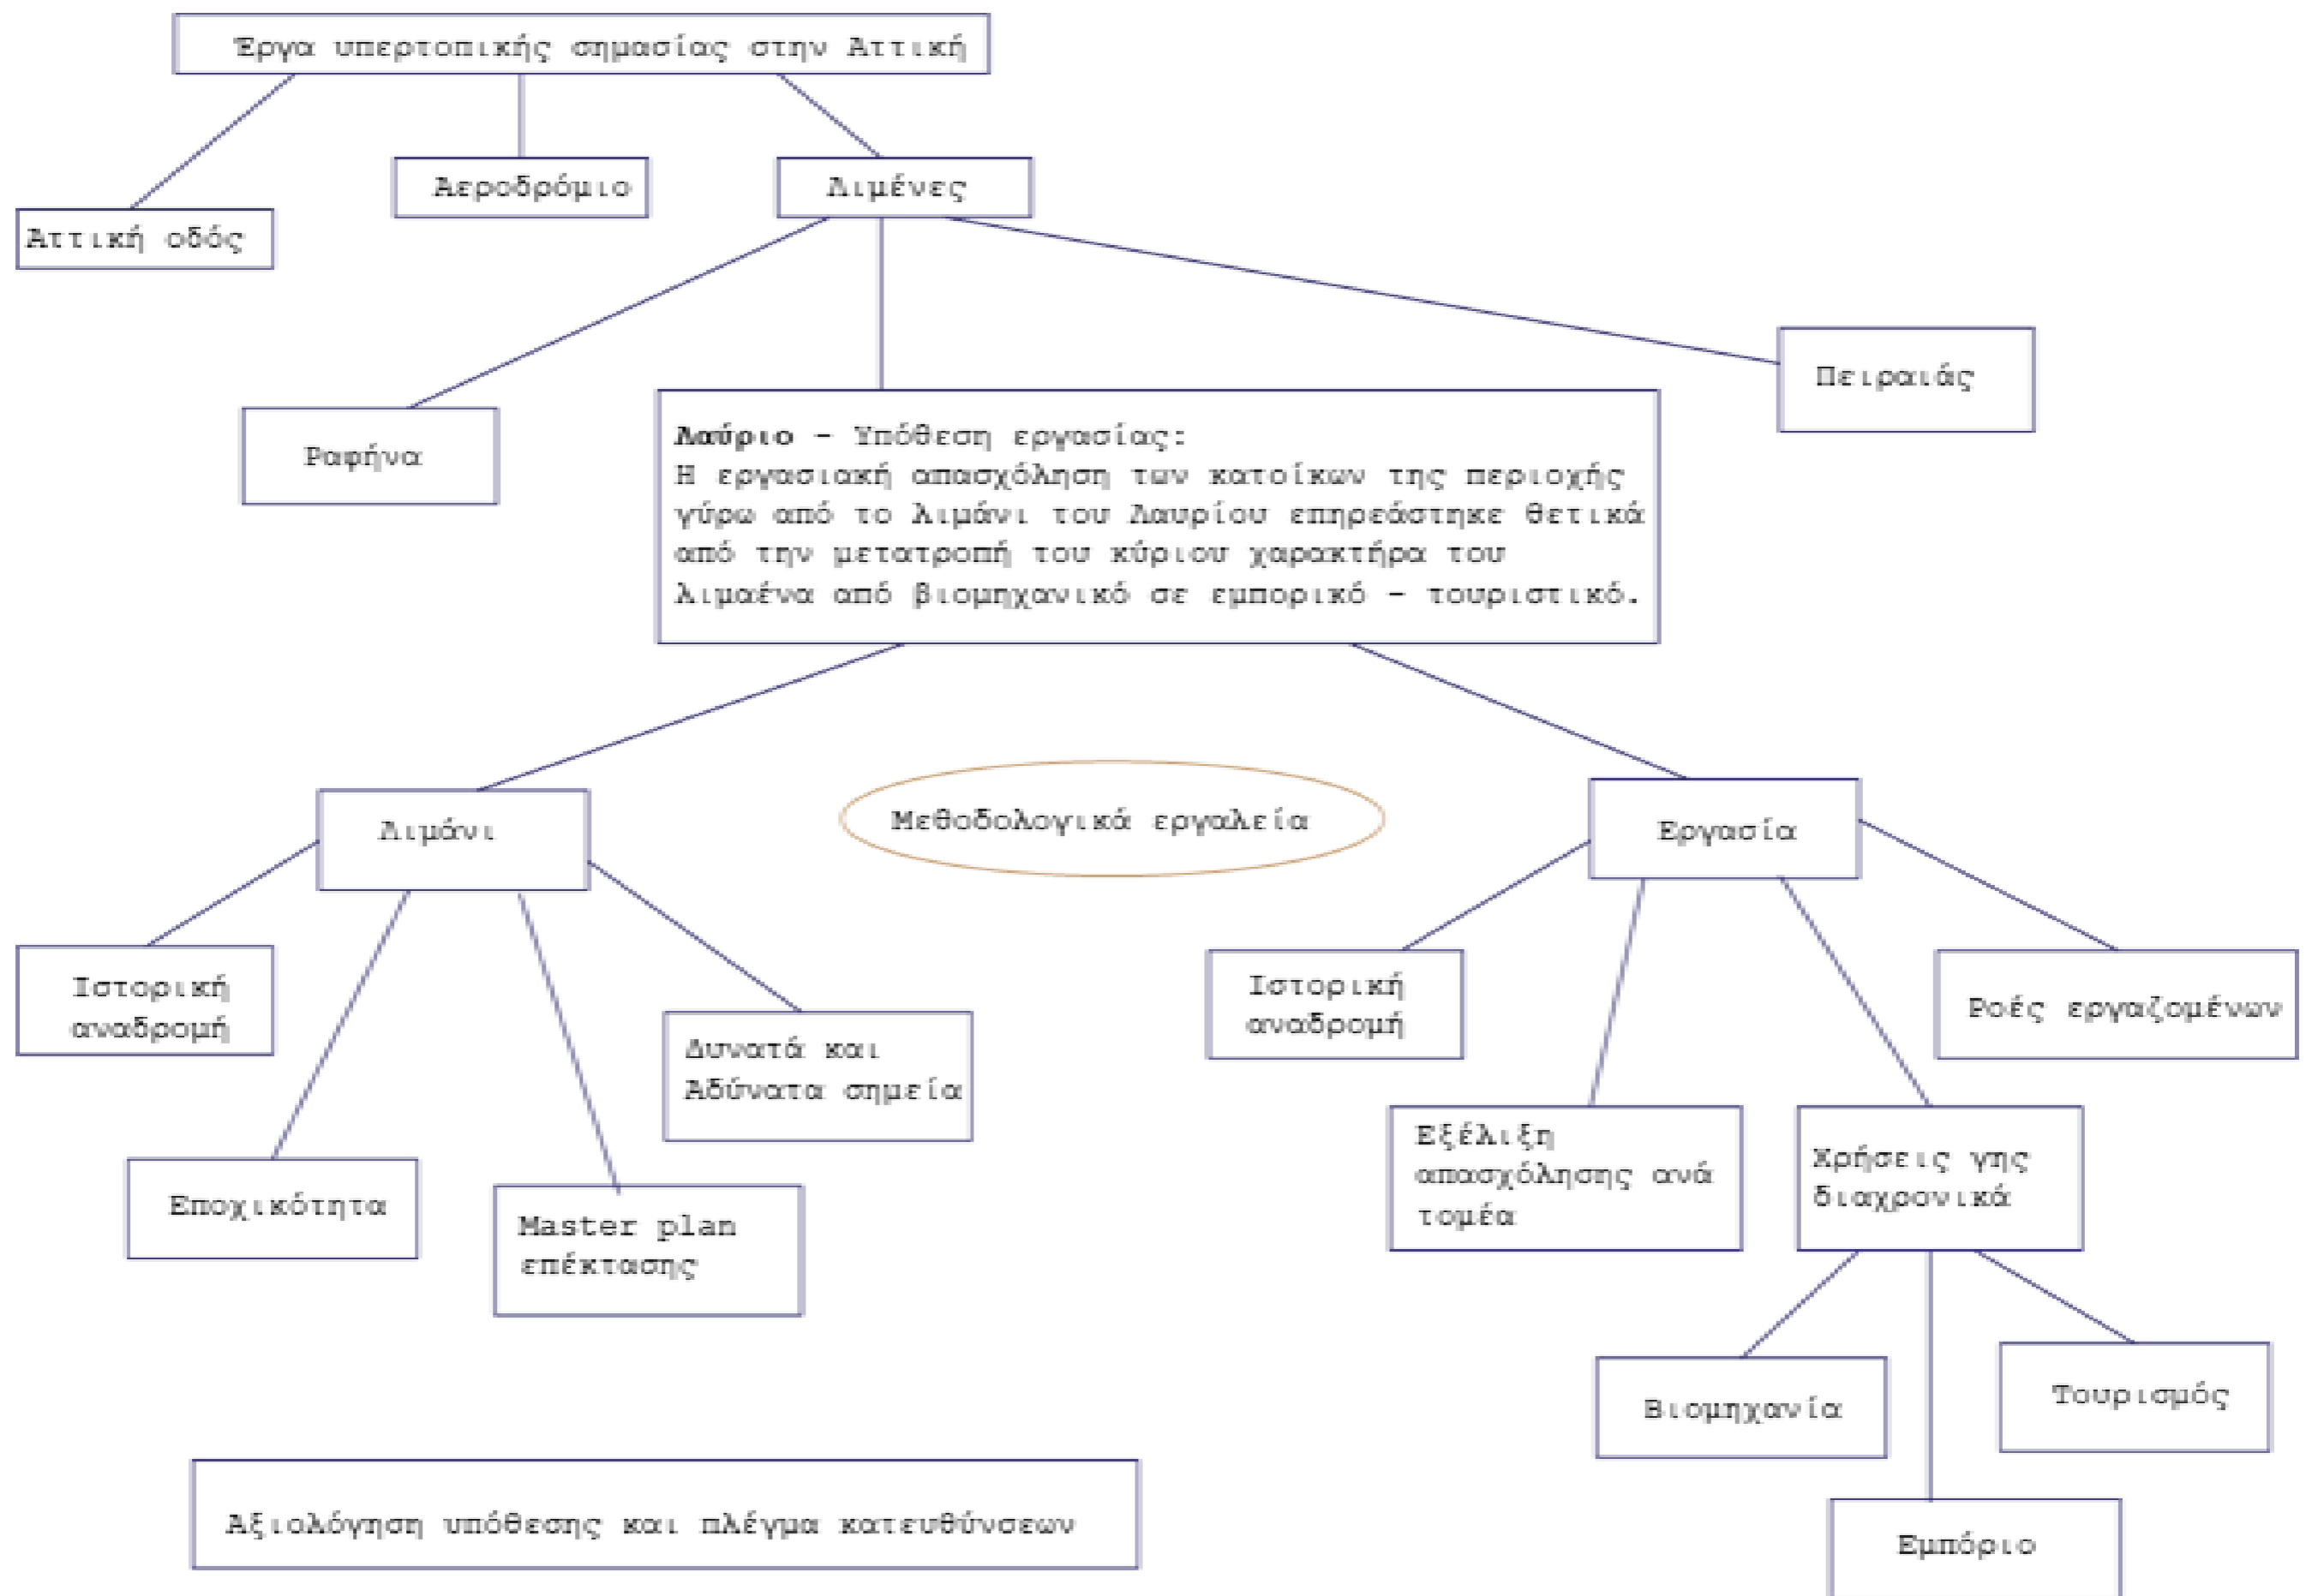 Έργα υπερτοπικής σημασίας στην Αττική
Αεροδρόμιο
Λιμένες
Αττική οδός
Πειραιάς
Ραφήνα
Λαύριο - Υπόθεση εργασίας:
Η εργασιακή απασχόληση των κατοίκων της περιοχής
γύρω από το λιμάνι του Λαυρίου επηρεάστηκε θετικά
από την μετατροπή του κύριου χαρακτήρα του
λιμαένα από βιομηχανικό σε εμπορικό - τουριστικό.
Λιμάνι
Μεθοδολογικά εργαλεία
Εργασία
Ιστορική
αναδρομή
Δυνατά και
Αδύνατα σημεία
Εποχικότητα
Master plan
επέκτασης
Ιστορική
αναδρομή
Ροές εργαζομένων
Εξέλιξη
απασχόλησης ανά
τομέα
Χρήσεις γης
διαχρονικά
Βιομηχανία
Τουρισμός
Εμπόριο
Αξιολόγηση υπόθεσης και πλέγμα κατευθύνσεων